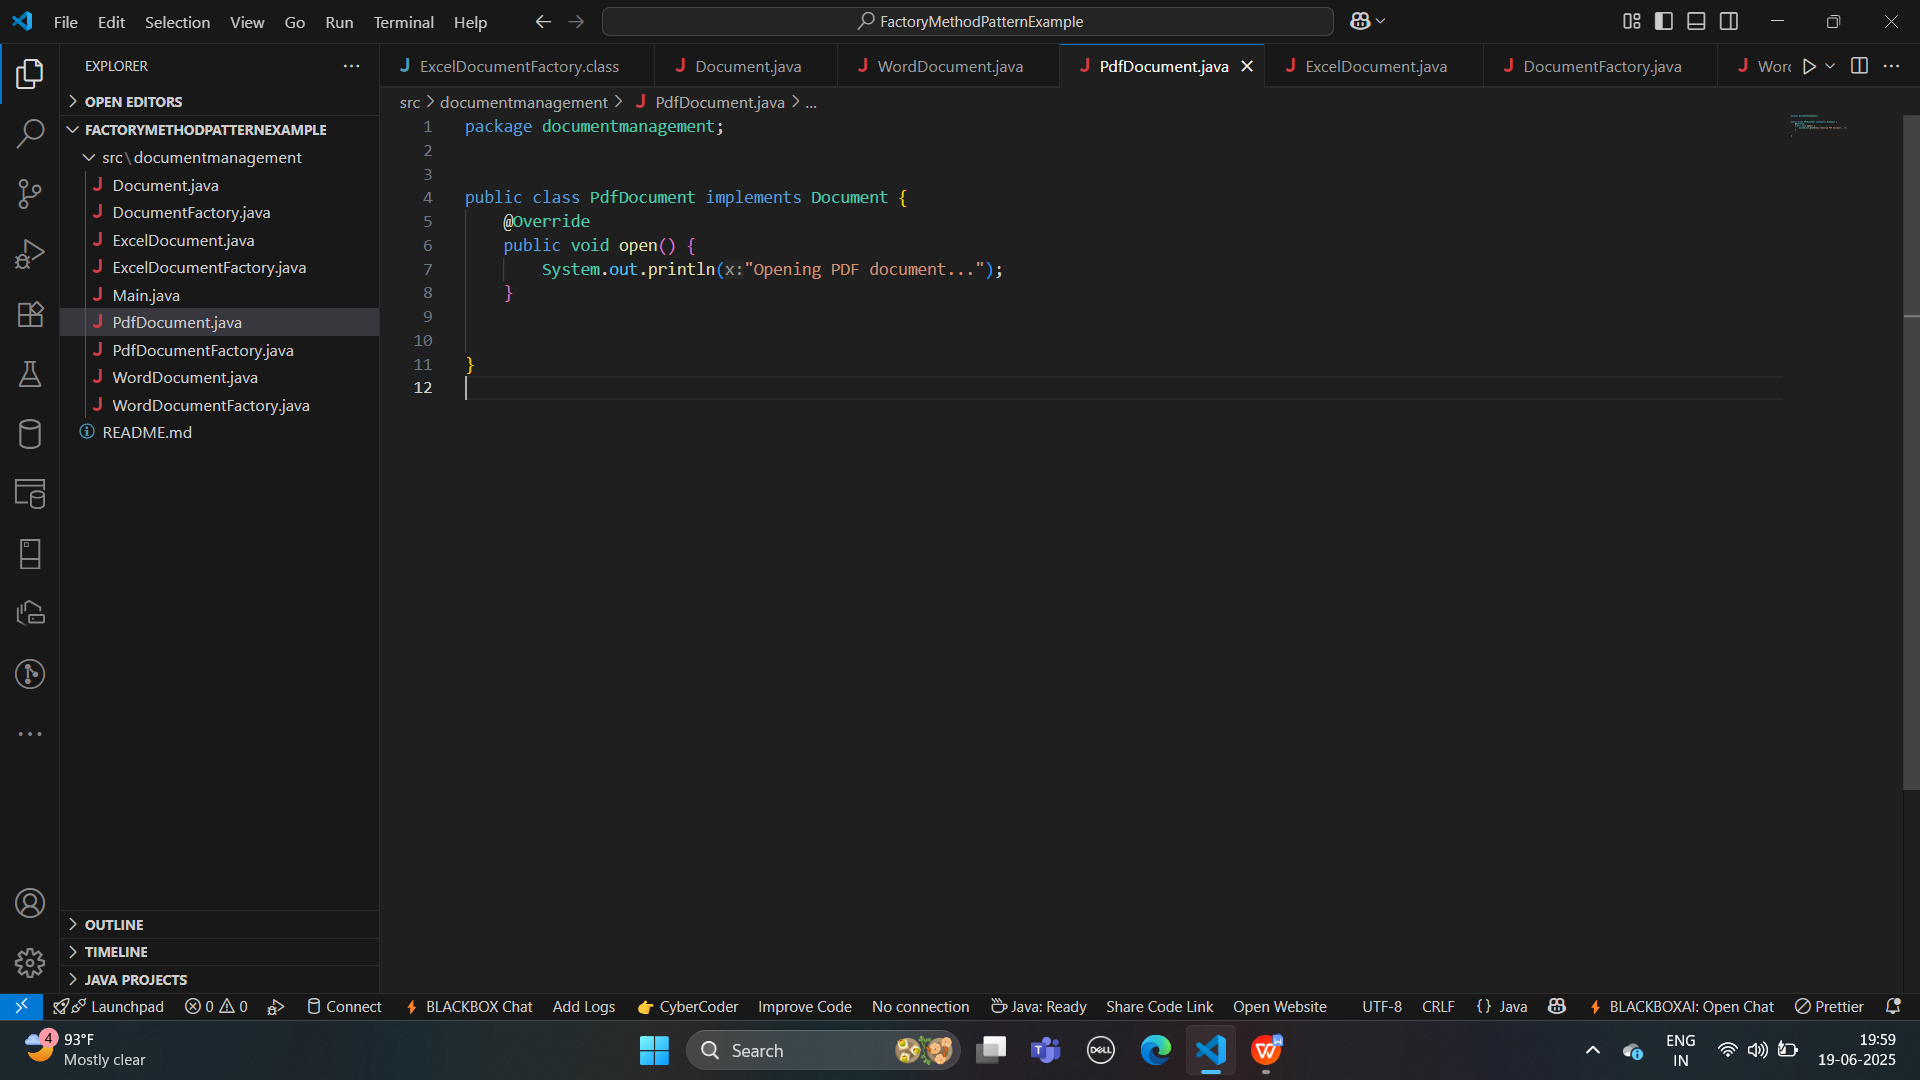 File Edit Selection View Go Run Terminal Help
FactoryMethodPatternExample
EXPLORER
OPEN EDITORS
FACTORYMETHODPATTERNEXAMPLE
src\documentmanagement
Document.java
DocumentFactory.java
ExcelDocument.java
ExcelDocumentFactory.java
Main.java
PdfDocument.java
PdfDocumentFactory.java
WordDocument.java
WordDocumentFactory.java
README.md
OUTLINE
TIMELINE
JAVA PROJECTS
ExcelDocumentFactory.class Document.java WordDocument.java PdfDocument.java ExcelDocument.java DocumentFactory.java Worc
src > documentmanagement > PdfDocument.java > ...
1 package documentmanagement;
2
3
4 public class PdfDocument implements Document {
5 @Override
6 public void open() {
7 System.out.println(x:"Opening PDF document...");
8 }
9
10
11 }
12
Launchpad 0 0 Connect BLACKBOX Chat Add Logs CyberCoder Improve Code No connection Java: Ready Share Code Link Open Website UTF-8 CRLF {} Java BLACKBOXAI: Open Chat Prettier
4 93°F
Mostly clear
Search
T
DELL
W
ENG
IN
19:59
19-06-2025